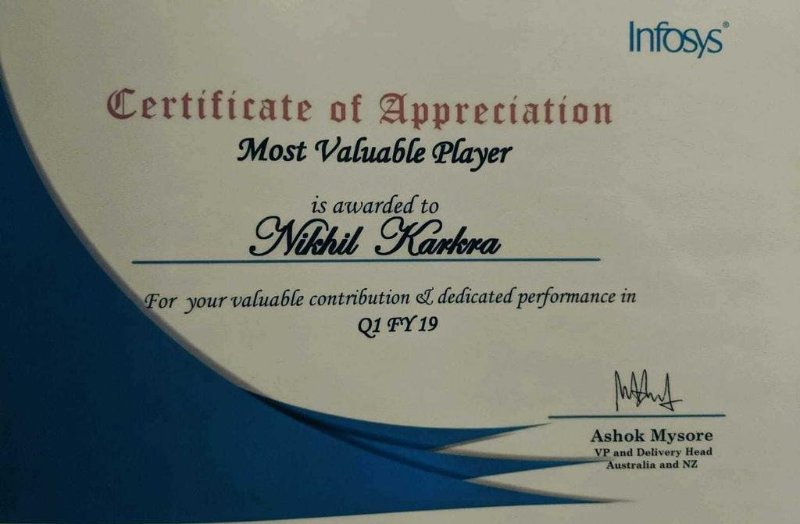 Infosys®
Certificate of Appreciation
Most Valuable Player
is awarded to
Nikhil Karkra
For your valuable contribution & dedicated performance in
Q1 FY 19
Ashok Mysore
VP and Delivery Head
Australia and NZ